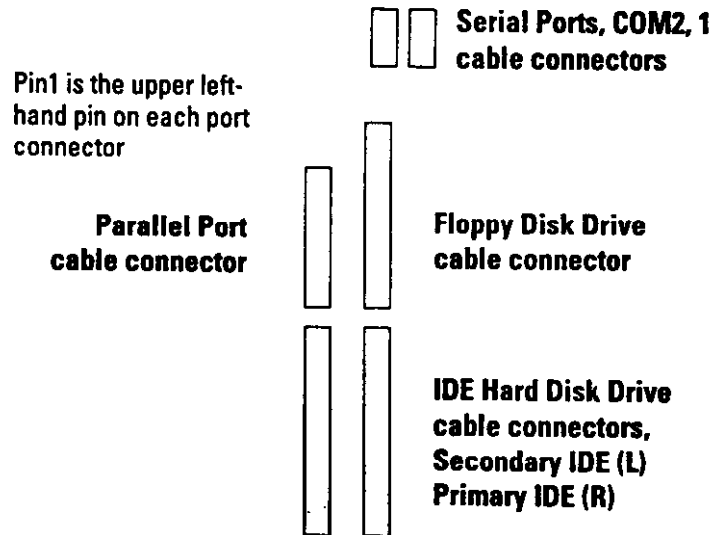 Serial Ports, COM2, 1
cable connectors
Pin1 is the upper left-
hand pin on each port
connector
Parallel Port
cable connector
Floppy Disk Drive
cable connector
IDE Hard Disk Drive
cable connectors,
Secondary IDE (L)
Primary IDE (R)